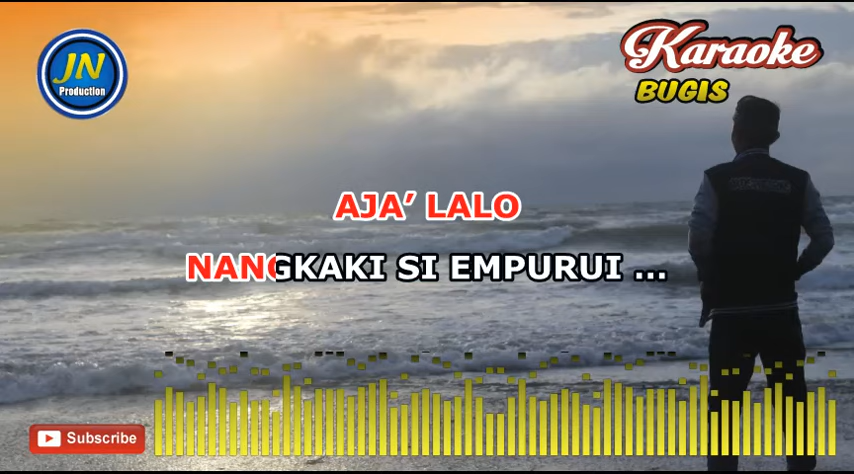 JN
Production
Karaoke
BUGIS
AJA’ LALO
NANGKAKI SI EMPURUI ...
Subscribe